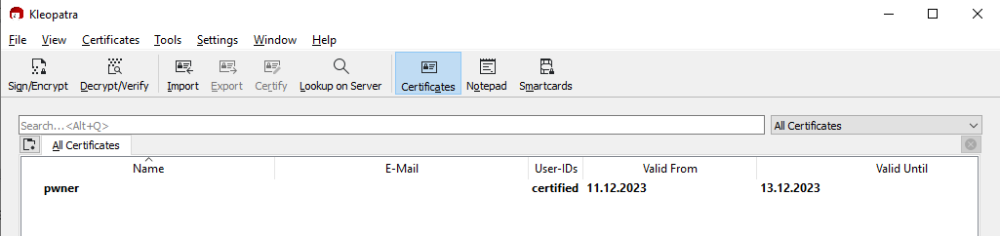 Kleopatra
File View Certificates Tools Settings Window Help
Sign/Encrypt Decrypt/Verify Import Export Certify Lookup on Server Certificates Notepad Smartcards
Search...<Alt+Q> All Certificates
All Certificates
Name E-Mail User-IDs Valid From Valid Until
pwner certified 11.12.2023 13.12.2023